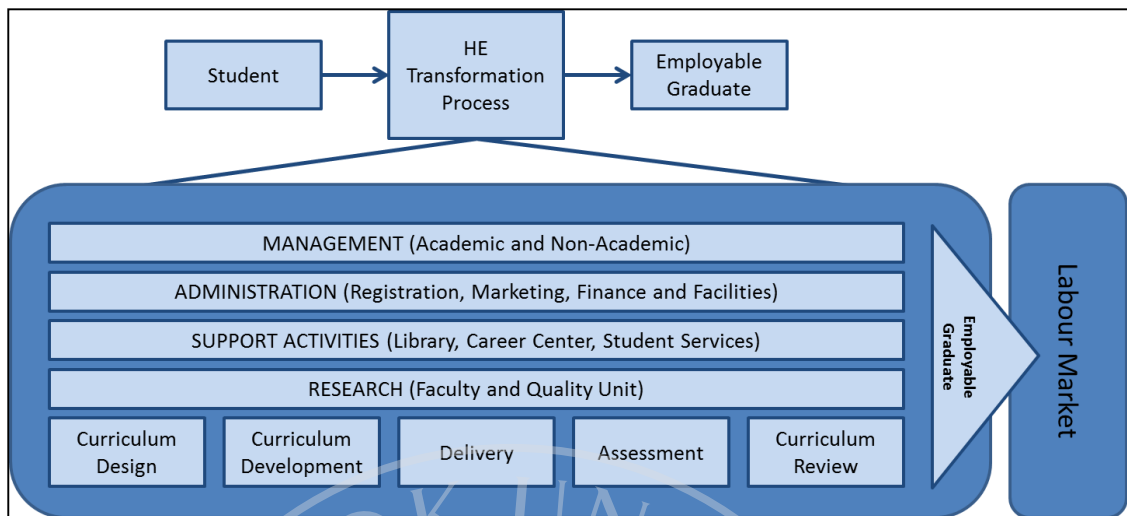 Student
HE
Transformation
Process
Employable
Graduate
MANAGEMENT (Academic and Non-Academic)
ADMINISTRATION (Registration, Marketing, Finance and Facilities)
SUPPORT ACTIVITIES (Library, Career Center, Student Services)
RESEARCH (Faculty and Quality Unit)
Curriculum
Design
Curriculum
Development
Delivery
Assessment
Curriculum
Review
Employable
Graduate
Labour Market